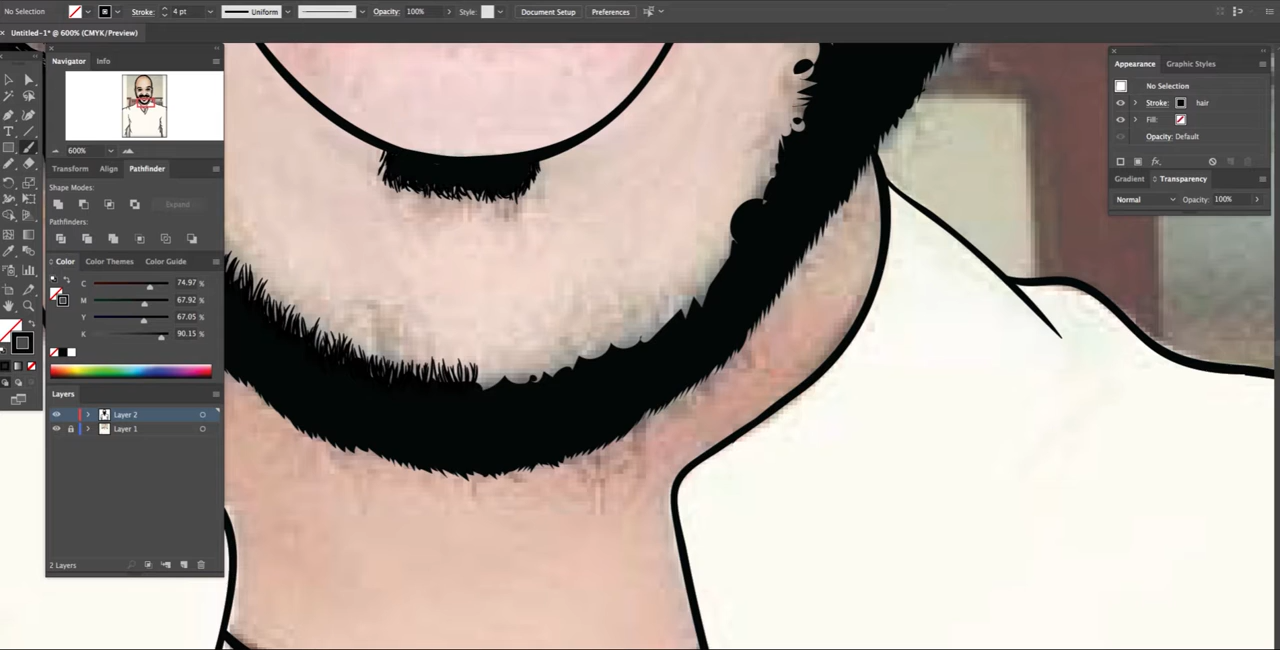 No Selection Stroke: 4 pt Uniform Opacity: 100% Style: Document Setup Preferences
Untitled-1* @ 600% (CMYK/Preview)
Navigator Info
600%
Transform Align Pathfinder
Shape Modes:
Expand
Pathfinders:
Color Color Themes Color Guide
C 74.97 %
M 67.92 %
Y 67.05 %
K 90.15 %
Layers
Layer 2
Layer 1
2 Layers
Appearance Graphic Styles
No Selection
Stroke: hair
Fill:
Opacity: Default
fx
Gradient Transparency
Normal Opacity: 100%